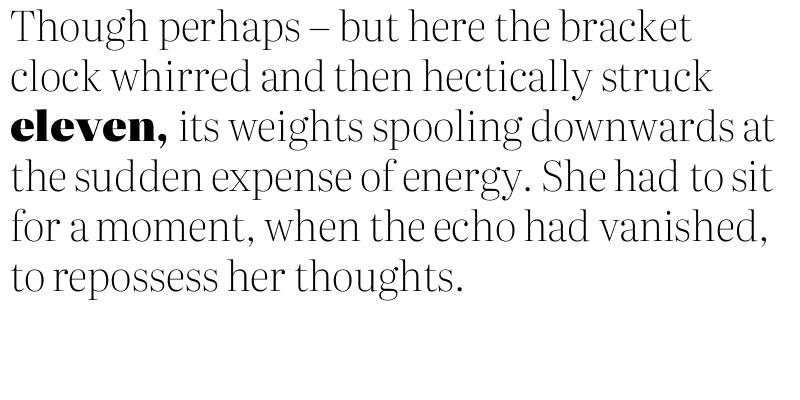 Though perhaps – but here the bracket
clock whirred and then hectically struck
eleven, its weights spooling downwards at
the sudden expense of energy. She had to sit
for a moment, when the echo had vanished,
to repossess her thoughts.